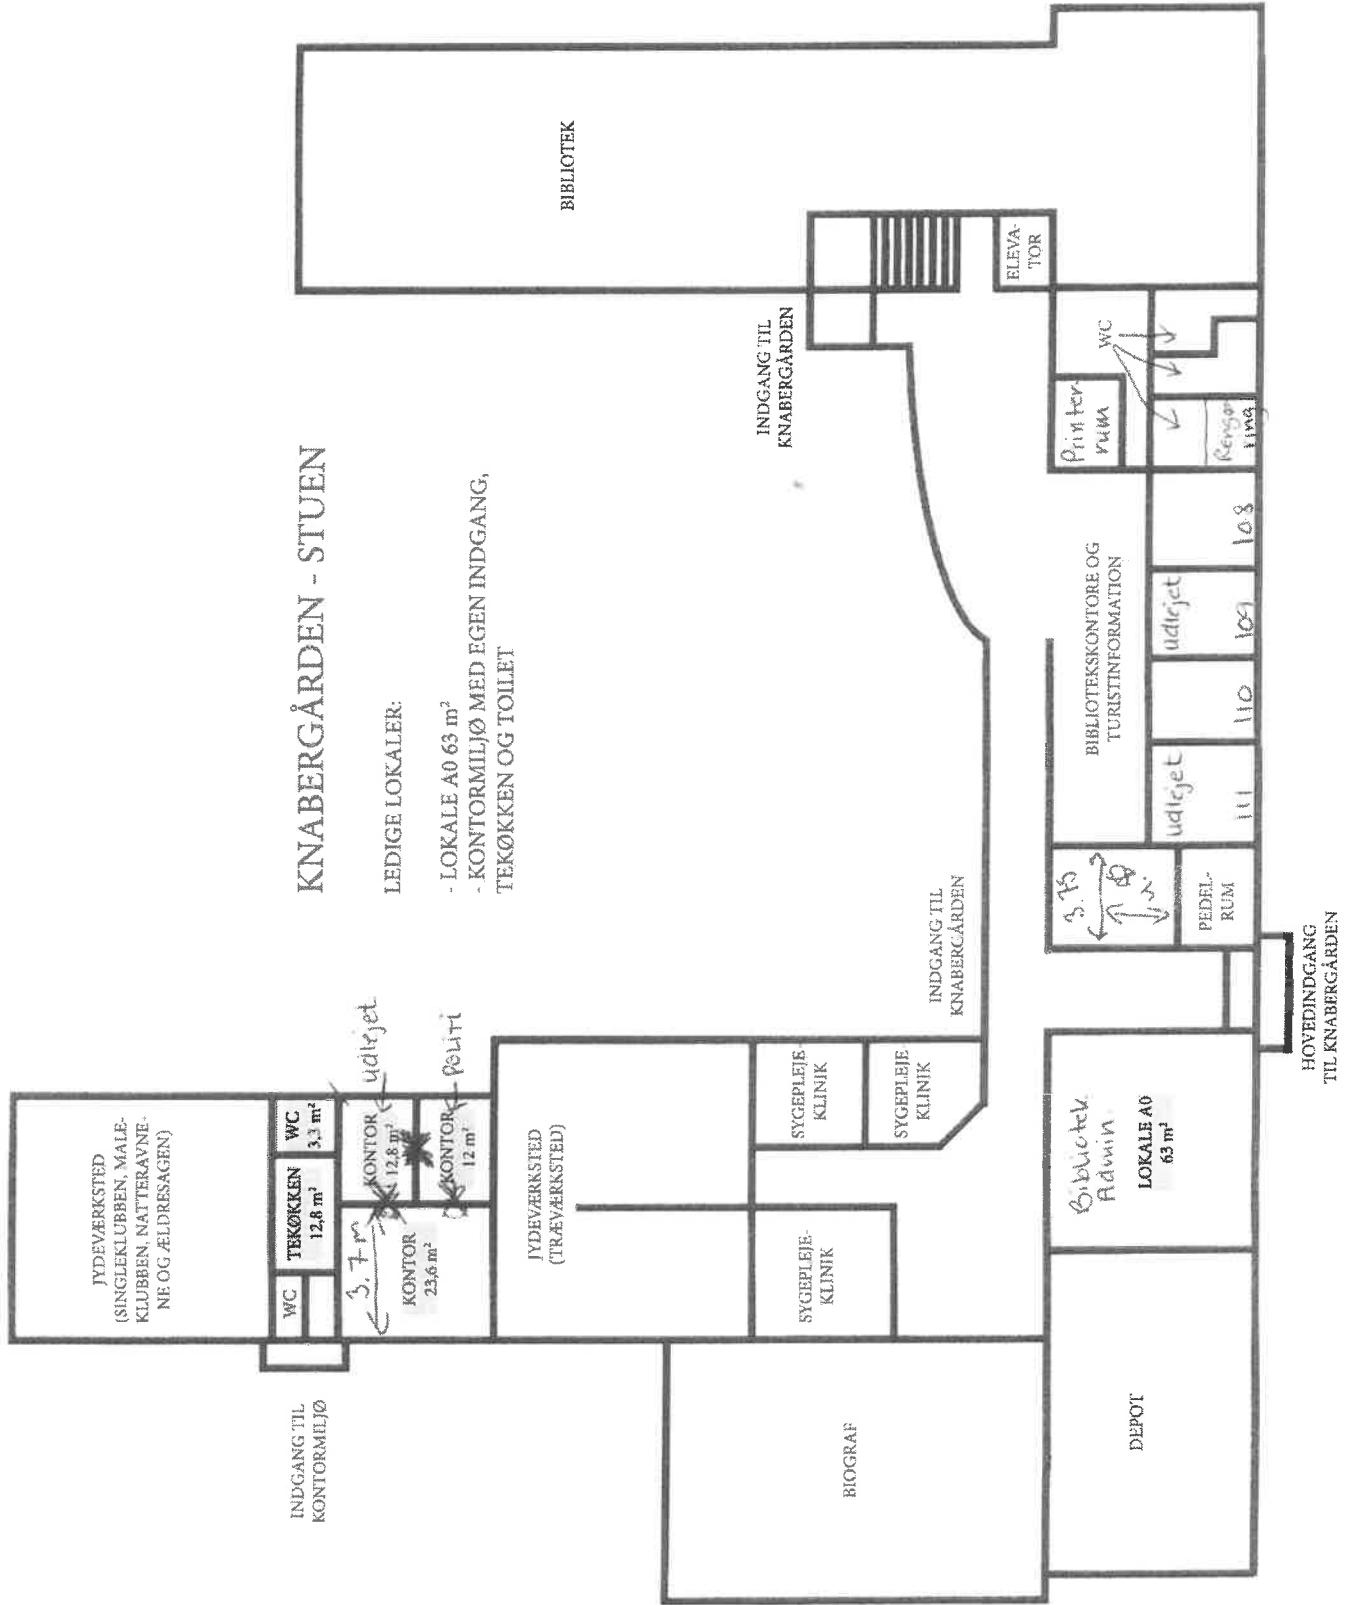 KNABERGÅRDEN - STUEN
LEDIGE LOKALER:
- LOKALE A0 63 m²
- KONTORMILJØ MED EGEN INDGANG,
TEKØKKEN OG TOILET
JYDEVÆRKSTED
(SINGLEKLUBBEN, MALE-
KLUBBEN, NATTERAVNE-
NE OG ÆLDRESAGEN)
INDGANG TIL
KONTORMILJØ
WC
TEKØKKEN
12,8 m²
WC
3,3 m²
3.7 m
KONTOR
23,6 m²
KONTOR
12,8 m²
udlejet
KONTOR
12 m²
Politi
JYDEVÆRKSTED
(TRÆVÆRKSTED)
SYGEPLEJE-
KLINIK
SYGEPLEJE-
KLINIK
SYGEPLEJE-
KLINIK
BIOGRAF
DEPOT
Bibliotek
Admin.
LOKALE A0
63 m²
INDGANG TIL
KNABERGÅRDEN
HOVEDINDGANG
TIL KNABERGÅRDEN
3.75
PEDEL-
RUM
BIBLIOTEKSKONTORE OG
TURISTINFORMATION
udlejet
111
110
udlejet
109
108
Printer-
rum
WC
Rengø
ring
INDGANG TIL
KNABERGÅRDEN
ELEVA-
TOR
BIBLIOTEK